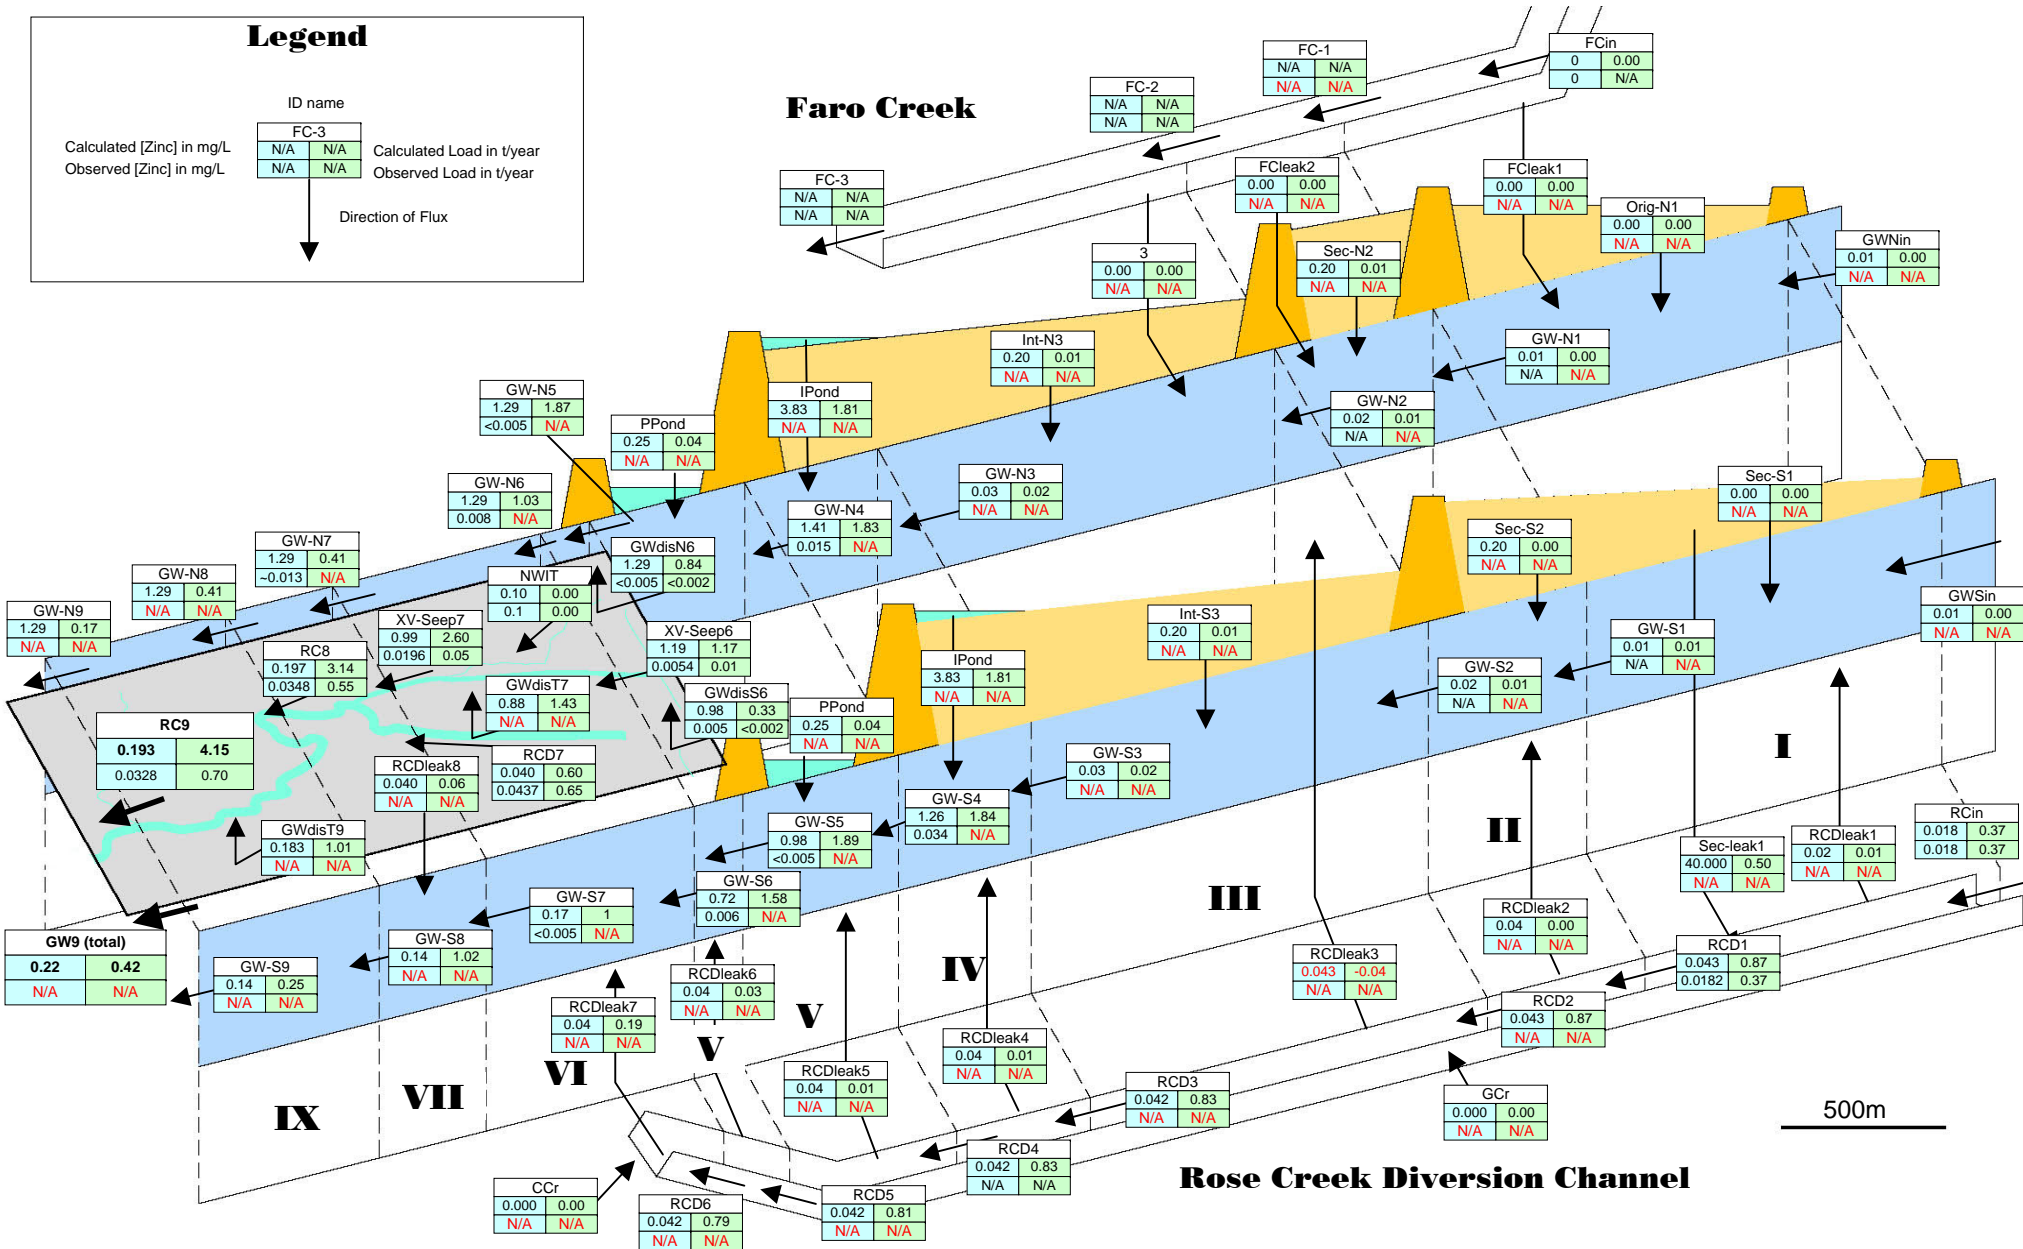 Legend
ID name
FC-3
Calculated [Zinc] in mg/L N/A N/A Calculated Load in t/year
Observed [Zinc] in mg/L N/A N/A Observed Load in t/year
Direction of Flux
Faro Creek
FCin
0 0.00
0 N/A
FC-1
N/A N/A
N/A N/A
FC-2
N/A N/A
N/A N/A
FC-3
N/A N/A
N/A N/A
FCleak2
0.00 0.00
N/A N/A
FCleak1
0.00 0.00
N/A N/A
Orig-N1
0.00 0.00
N/A N/A
GWNin
0.01 0.00
N/A N/A
3
0.00 0.00
N/A N/A
Sec-N2
0.20 0.01
N/A N/A
Int-N3
0.20 0.01
N/A N/A
GW-N1
0.01 0.00
N/A N/A
GW-N2
0.02 0.01
N/A N/A
GW-N5
1.29 1.87
<0.005 N/A
IPond
3.83 1.81
N/A N/A
PPond
0.25 0.04
N/A N/A
GW-N3
0.03 0.02
N/A N/A
GW-N6
1.29 1.03
0.008 N/A
GW-N4
1.41 1.83
0.015 N/A
Sec-S1
0.00 0.00
N/A N/A
Sec-S2
0.20 0.00
N/A N/A
GW-N7
1.29 0.41
~0.013 N/A
GWdisN6
1.29 0.84
<0.005 <0.002
GW-N8
1.29 0.41
N/A N/A
NWIT
0.10 0.00
0.1 0.00
GW-N9
1.29 0.17
N/A N/A
XV-Seep7
0.99 2.60
0.0196 0.05
XV-Seep6
1.19 1.17
0.0054 0.01
Int-S3
0.20 0.01
N/A N/A
GWSin
0.01 0.00
N/A N/A
GW-S1
0.01 0.01
N/A N/A
RC8
0.197 3.14
0.0348 0.55
IPond
3.83 1.81
N/A N/A
GW-S2
0.02 0.01
N/A N/A
GWdisT7
0.88 1.43
N/A N/A
GWdisS6
0.98 0.33
0.005 <0.002
PPond
0.25 0.04
N/A N/A
RC9
0.193 4.15
0.0328 0.70
RCD7
0.040 0.60
0.0437 0.65
RCDleak8
0.040 0.06
N/A N/A
GW-S3
0.03 0.02
N/A N/A
I
GW-S4
1.26 1.84
0.034 N/A
GW-S5
0.98 1.89
<0.005 N/A
GWdisT9
0.183 1.01
N/A N/A
II
RCin
0.018 0.37
0.018 0.37
RCDleak1
0.02 0.01
N/A N/A
Sec-leak1
40.000 0.50
N/A N/A
GW-S6
0.72 1.58
0.006 N/A
GW-S7
0.17 1
<0.005 N/A
III
RCDleak2
0.04 0.00
N/A N/A
GW9 (total)
0.22 0.42
N/A N/A
GW-S8
0.14 1.02
N/A N/A
GW-S9
0.14 0.25
N/A N/A
RCDleak6
0.04 0.03
N/A N/A
IV
RCDleak3
0.043 -0.04
N/A N/A
RCD1
0.043 0.87
0.0182 0.37
RCD2
0.043 0.87
N/A N/A
RCDleak7
0.04 0.19
N/A N/A
V
RCDleak4
0.04 0.01
N/A N/A
V
RCDleak5
0.04 0.01
N/A N/A
VI
VII
IX
RCD3
0.042 0.83
N/A N/A
GCr
0.000 0.00
N/A N/A
500m
RCD4
0.042 0.83
N/A N/A
Rose Creek Diversion Channel
CCr
0.000 0.00
N/A N/A
RCD5
0.042 0.81
N/A N/A
RCD6
0.042 0.79
N/A N/A